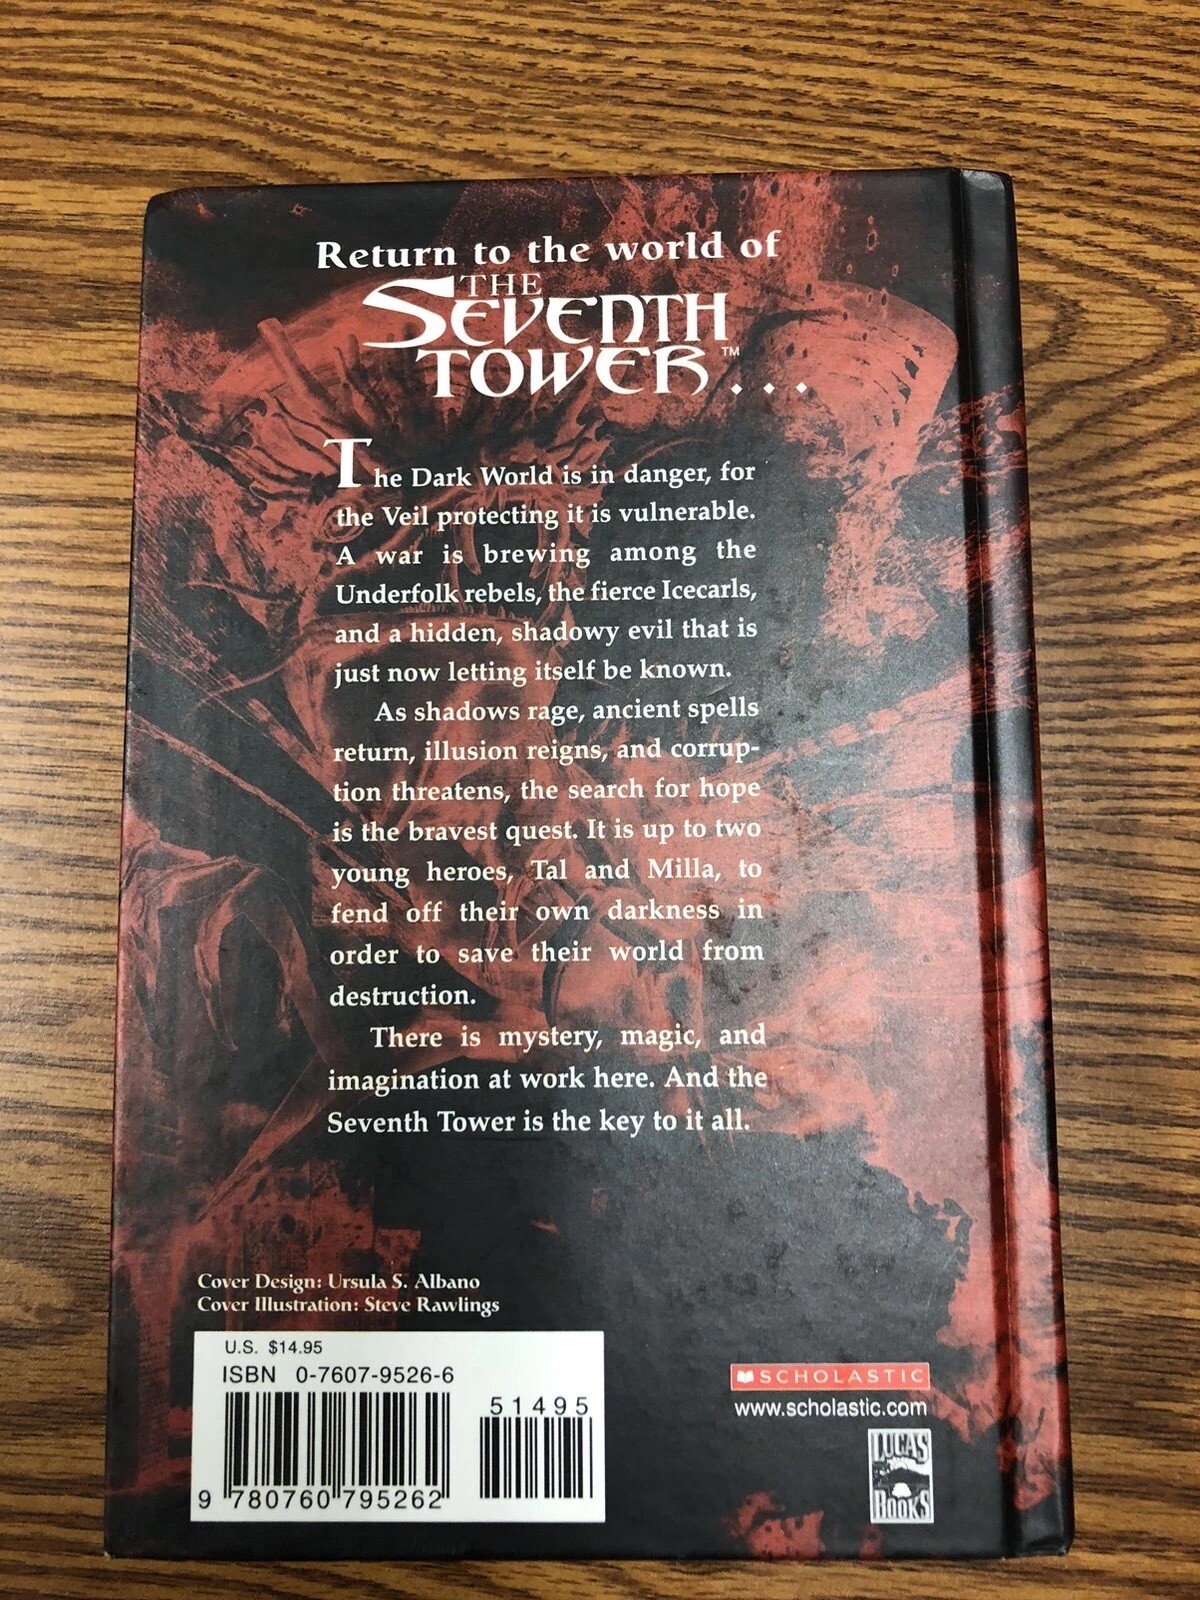 Return to the world of
THE
SEVENTH
TOWER™...
The Dark World is in danger, for
the Veil protecting it is vulnerable.
A war is brewing among the
Underfolk rebels, the fierce Icecarls,
and a hidden, shadowy evil that is
just now letting itself be known.
As shadows rage, ancient spells
return, illusion reigns, and corrup-
tion threatens, the search for hope
is the bravest quest. It is up to two
young heroes, Tal and Milla, to
fend off their own darkness in
order to save their world from
destruction.
There is mystery, magic, and
imagination at work here. And the
Seventh Tower is the key to it all.
Cover Design: Ursula S. Albano
Cover Illustration: Steve Rawlings
U.S. $14.95
ISBN 0-7607-9526-6
51495
9 780760 795262
SCHOLASTIC
www.scholastic.com
LUCAS
BOOKS